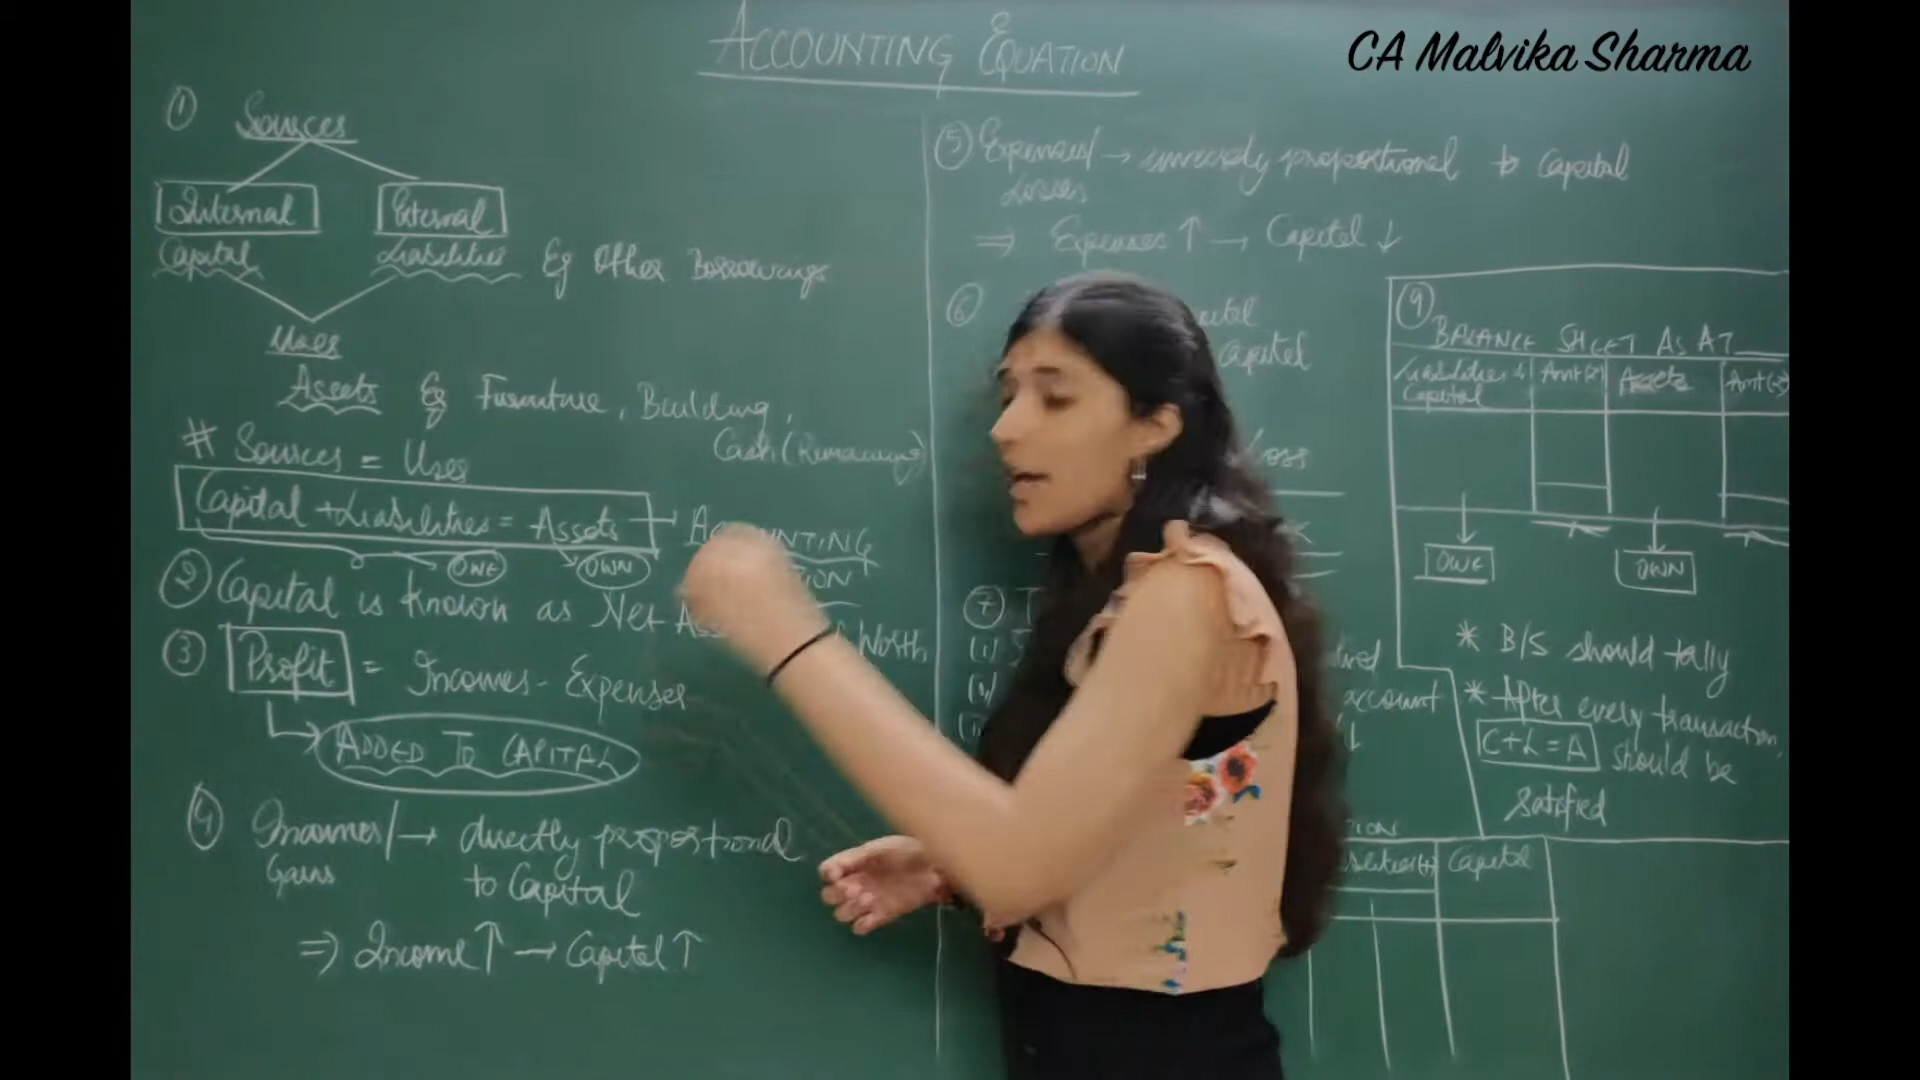 CA Malvika Sharma
ACCOUNTING EQUATION
① Sources
Internal External
Capital Liabilities Eg Other Borrowings
Uses
Assets Eg Furniture, Building,
Cash (Remaining)
# Sources = Uses
Capital + Liabilities = Assets → ACCOUNTING
OWE OWN
② Capital is known as Net Worth
③ Profit = Incomes - Expenses
ADDED TO CAPITAL
④ Incomes/ → directly proportional
Gains to Capital
⇒ Income ↑ → Capital ↑
⑤ Expenses/ → inversely proportional to Capital
Losses
⇒ Expenses ↑ → Capital ↓
⑥
Capital
⑦
(i)
account
⑨
BALANCE SHEET AS AT___
Liabilities & Amt(₹) Assets Amt(₹)
Capital
OWE OWN
* B/S should tally
* After every transaction,
C+L=A should be
satisfied
Capital